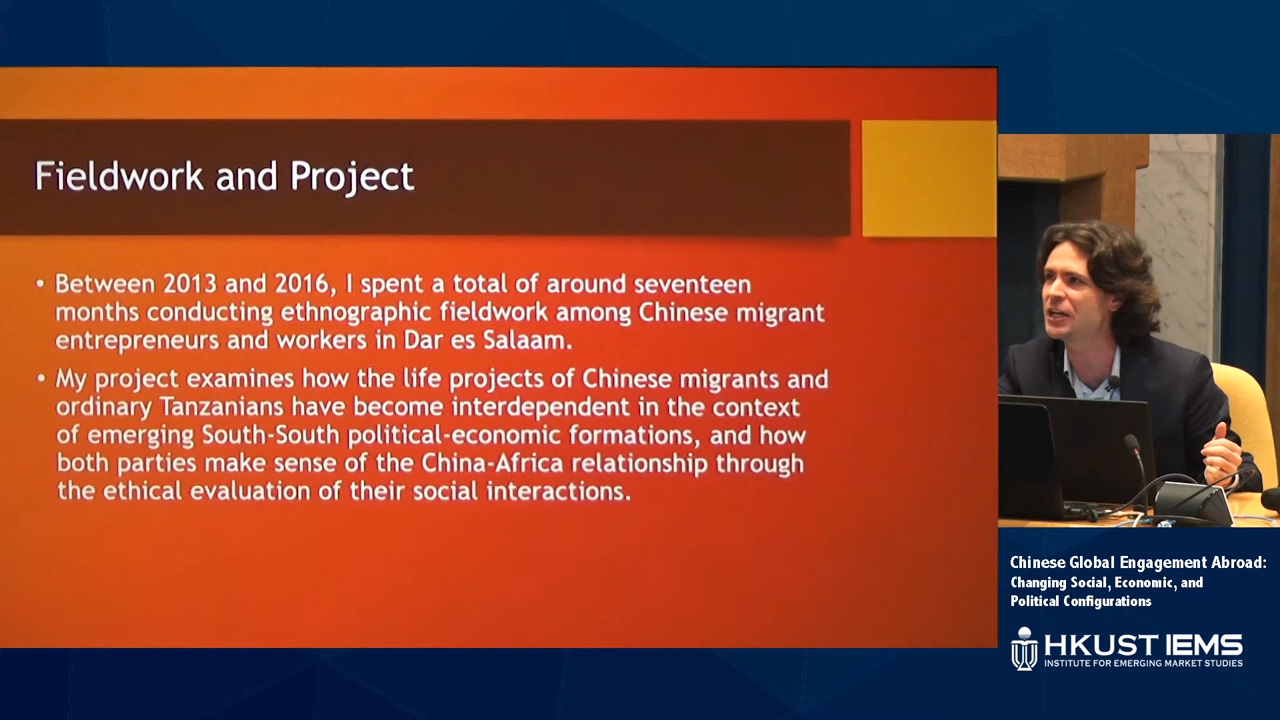 Fieldwork and Project
• Between 2013 and 2016, I spent a total of around seventeen
months conducting ethnographic fieldwork among Chinese migrant
entrepreneurs and workers in Dar es Salaam.
• My project examines how the life projects of Chinese migrants and
ordinary Tanzanians have become interdependent in the context
of emerging South-South political-economic formations, and how
both parties make sense of the China-Africa relationship through
the ethical evaluation of their social interactions.
Chinese Global Engagement Abroad:
Changing Social, Economic, and
Political Configurations
HKUST IEMS
INSTITUTE FOR EMERGING MARKET STUDIES